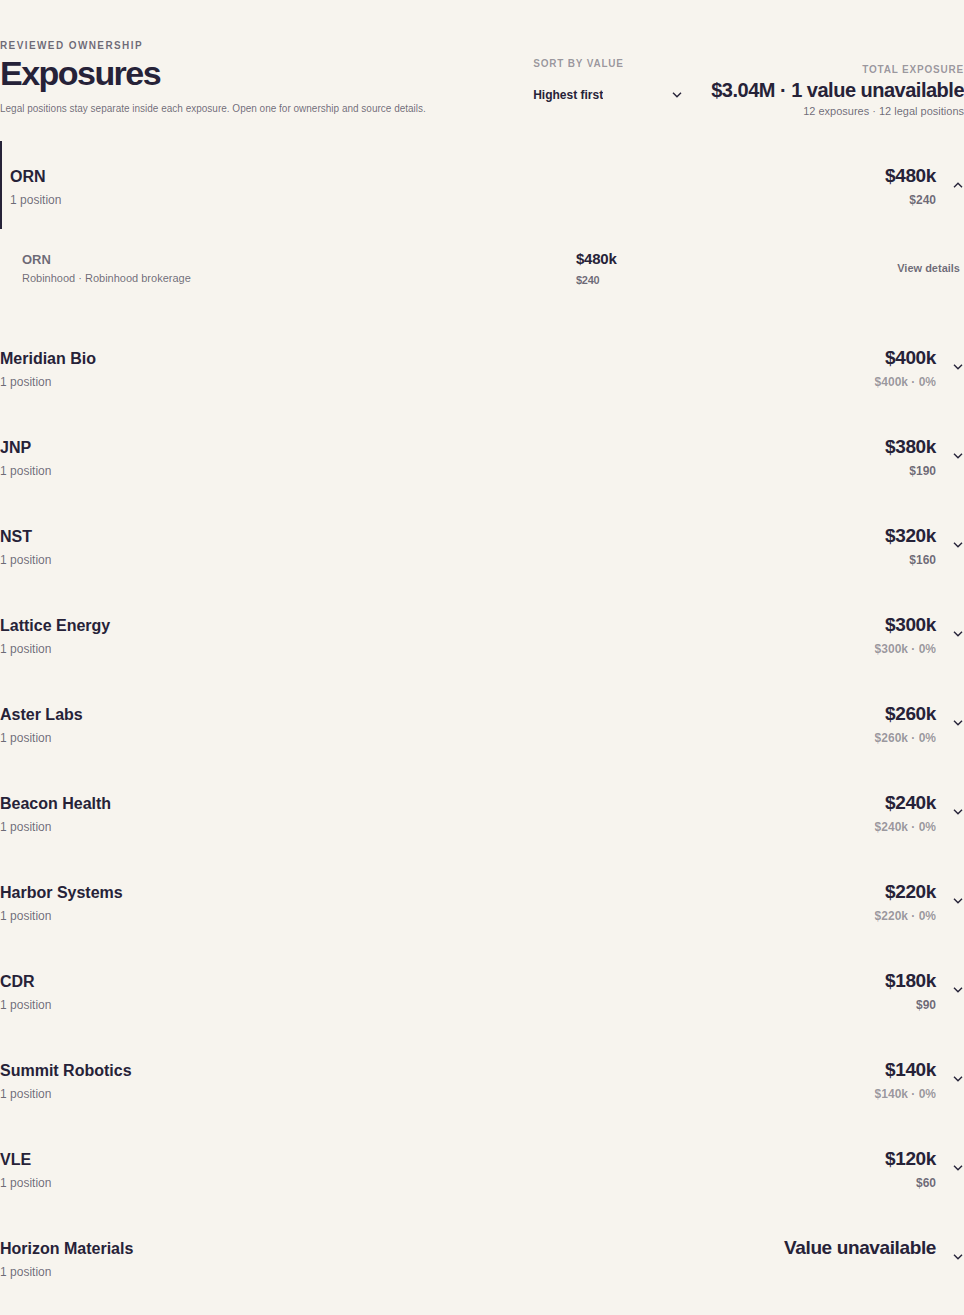 REVIEWED OWNERSHIP
Exposures
Legal positions stay separate inside each exposure. Open one for ownership and source details.
SORT BY VALUE
Highest first
TOTAL EXPOSURE
$3.04M · 1 value unavailable
12 exposures · 12 legal positions
ORN
1 position
$480k
$240
ORN
Robinhood · Robinhood brokerage
$480k
$240
View details
Meridian Bio
1 position
$400k
$400k · 0%
JNP
1 position
$380k
$190
NST
1 position
$320k
$160
Lattice Energy
1 position
$300k
$300k · 0%
Aster Labs
1 position
$260k
$260k · 0%
Beacon Health
1 position
$240k
$240k · 0%
Harbor Systems
1 position
$220k
$220k · 0%
CDR
1 position
$180k
$90
Summit Robotics
1 position
$140k
$140k · 0%
VLE
1 position
$120k
$60
Horizon Materials
1 position
Value unavailable